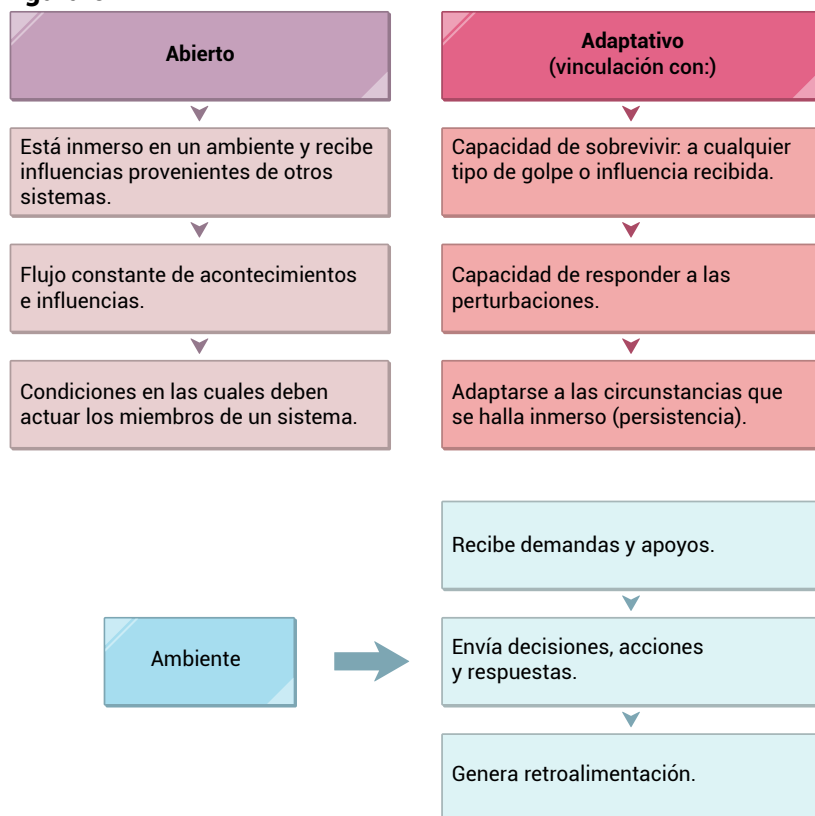 Abierto
Está inmerso en un ambiente y recibe
influencias provenientes de otros
sistemas.
Flujo constante de acontecimientos
e influencias.
Condiciones en las cuales deben
actuar los miembros de un sistema.
Adaptativo
(vinculación con:)
Capacidad de sobrevivir: a cualquier
tipo de golpe o influencia recibida.
Capacidad de responder a las
perturbaciones.
Adaptarse a las circunstancias que
se halla inmerso (persistencia).
Ambiente
Recibe demandas y apoyos.
Envía decisiones, acciones
y respuestas.
Genera retroalimentación.